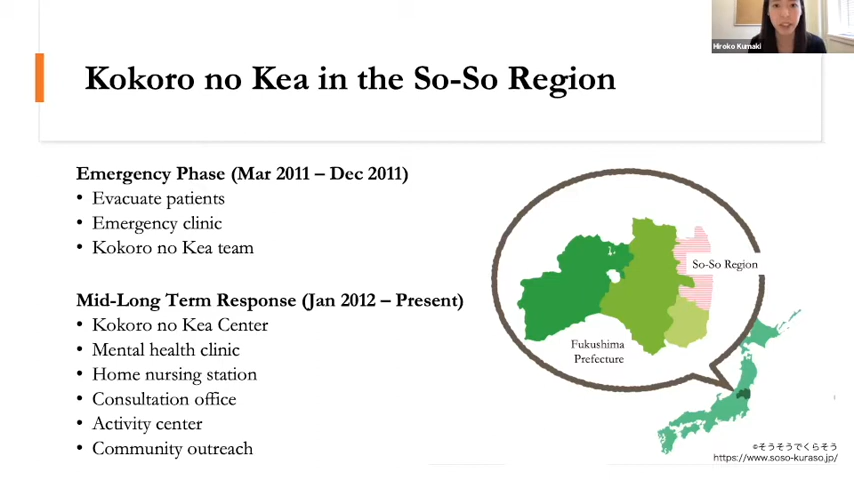 Hiroko Kumaki
Kokoro no Kea in the So-So Region
Emergency Phase (Mar 2011 – Dec 2011)
• Evacuate patients
• Emergency clinic
• Kokoro no Kea team
Mid-Long Term Response (Jan 2012 – Present)
• Kokoro no Kea Center
• Mental health clinic
• Home nursing station
• Consultation office
• Activity center
• Community outreach
So-So Region
Fukushima
Prefecture
©そうそうでくらそう
https://www.soso-kuraso.jp/